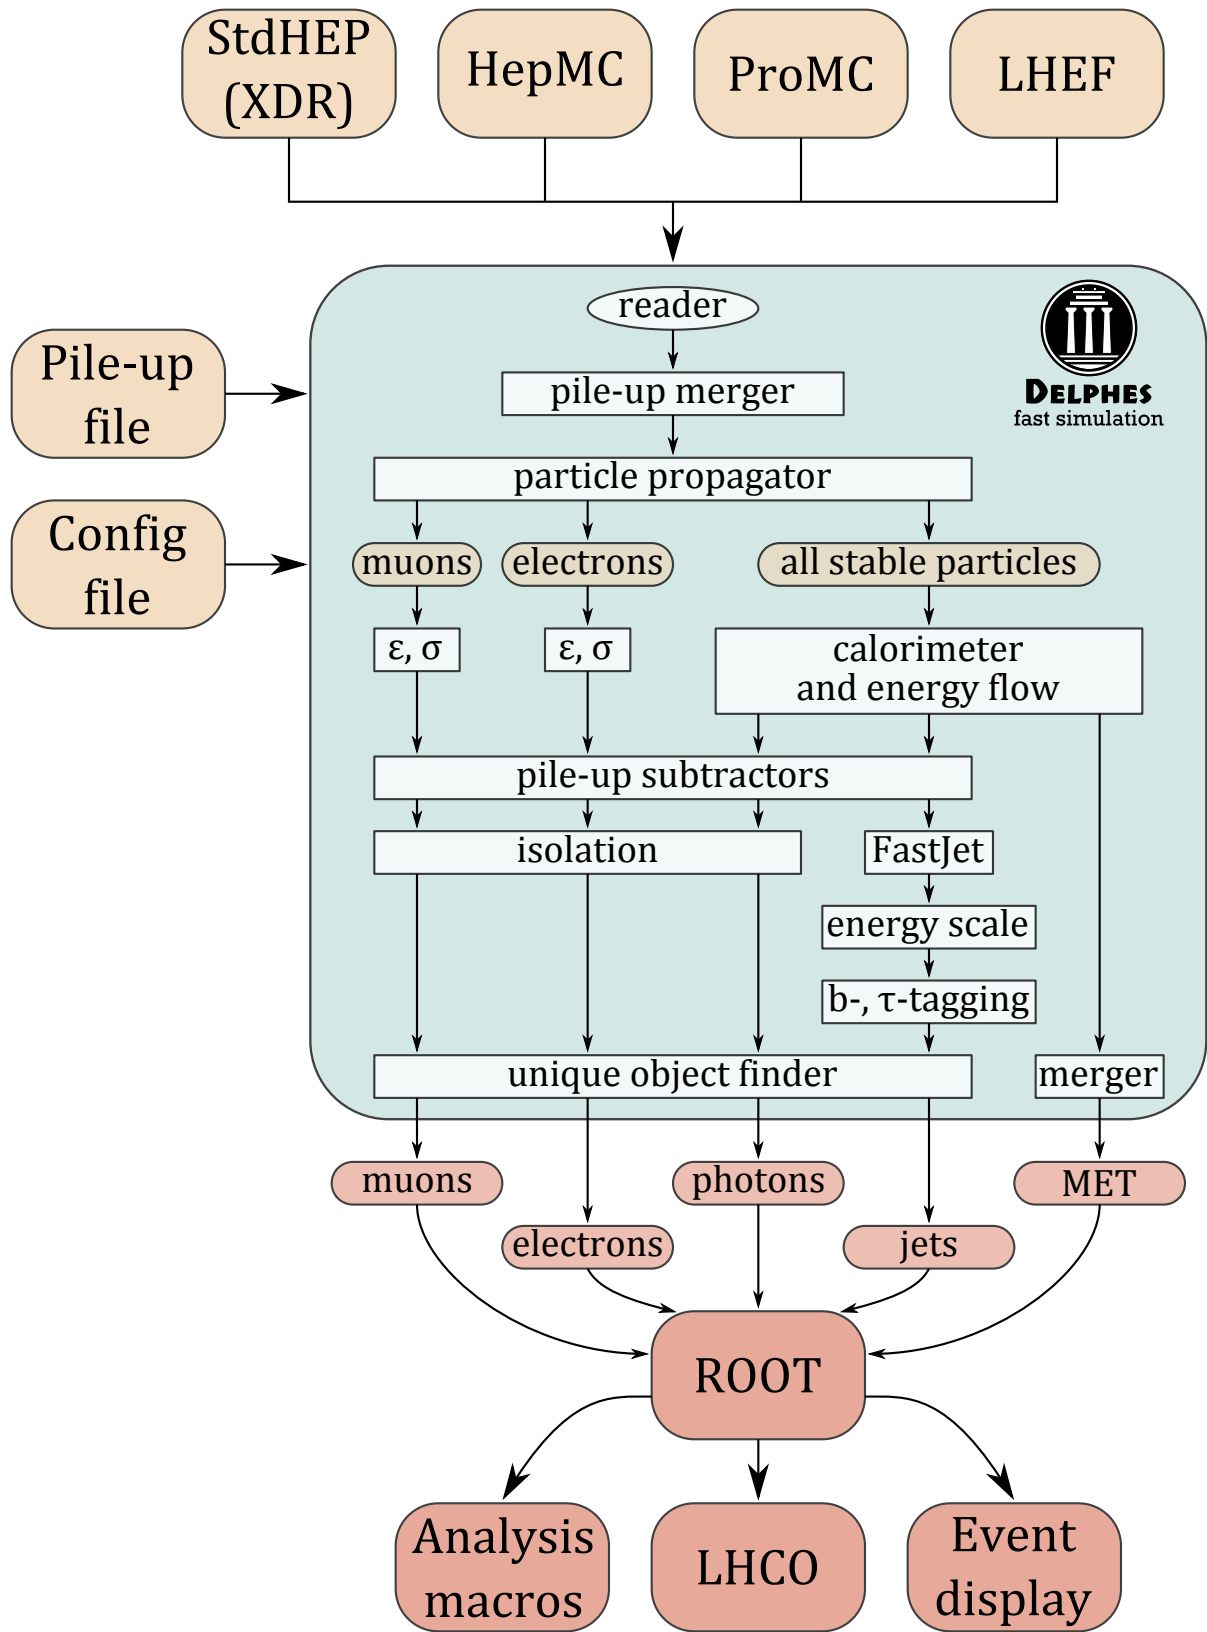 StdHEP
(XDR)
HepMC
ProMC
LHEF
reader
DELPHES
fast simulation
Pile-up
file
pile-up merger
particle propagator
Config
file
muons
electrons
all stable particles
ε, σ
ε, σ
calorimeter
and energy flow
pile-up subtractors
isolation
FastJet
energy scale
b-, τ-tagging
unique object finder
merger
muons
photons
MET
electrons
jets
ROOT
Analysis
macros
LHCO
Event
display